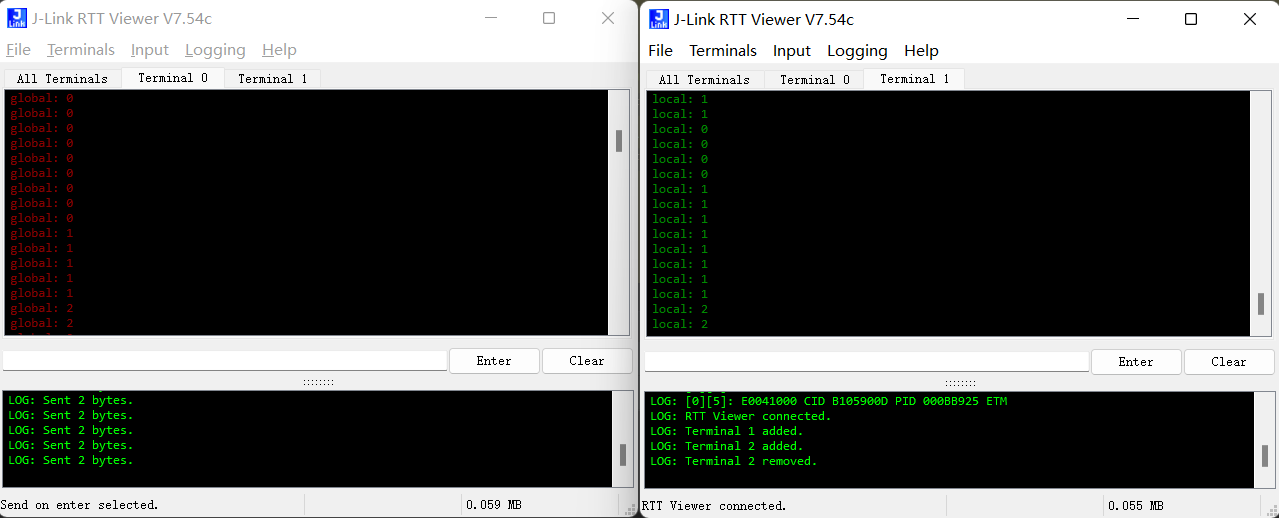 J-Link RTT Viewer V7.54c
File Terminals Input Logging Help
All Terminals Terminal 0 Terminal 1
global: 0
global: 0
global: 0
global: 0
global: 0
global: 0
global: 0
global: 0
global: 0
global: 1
global: 1
global: 1
global: 1
global: 1
global: 2
global: 2
Enter Clear
LOG: Sent 2 bytes.
LOG: Sent 2 bytes.
LOG: Sent 2 bytes.
LOG: Sent 2 bytes.
LOG: Sent 2 bytes.
Send on enter selected. 0.059 MB
J-Link RTT Viewer V7.54c
File Terminals Input Logging Help
All Terminals Terminal 0 Terminal 1
local: 1
local: 1
local: 0
local: 0
local: 0
local: 0
local: 1
local: 1
local: 1
local: 1
local: 1
local: 1
local: 1
local: 1
local: 2
local: 2
Enter Clear
LOG: [0][5]: E0041000 CID B105900D PID 000BB925 ETM
LOG: RTT Viewer connected.
LOG: Terminal 1 added.
LOG: Terminal 2 added.
LOG: Terminal 2 removed.
RTT Viewer connected. 0.055 MB